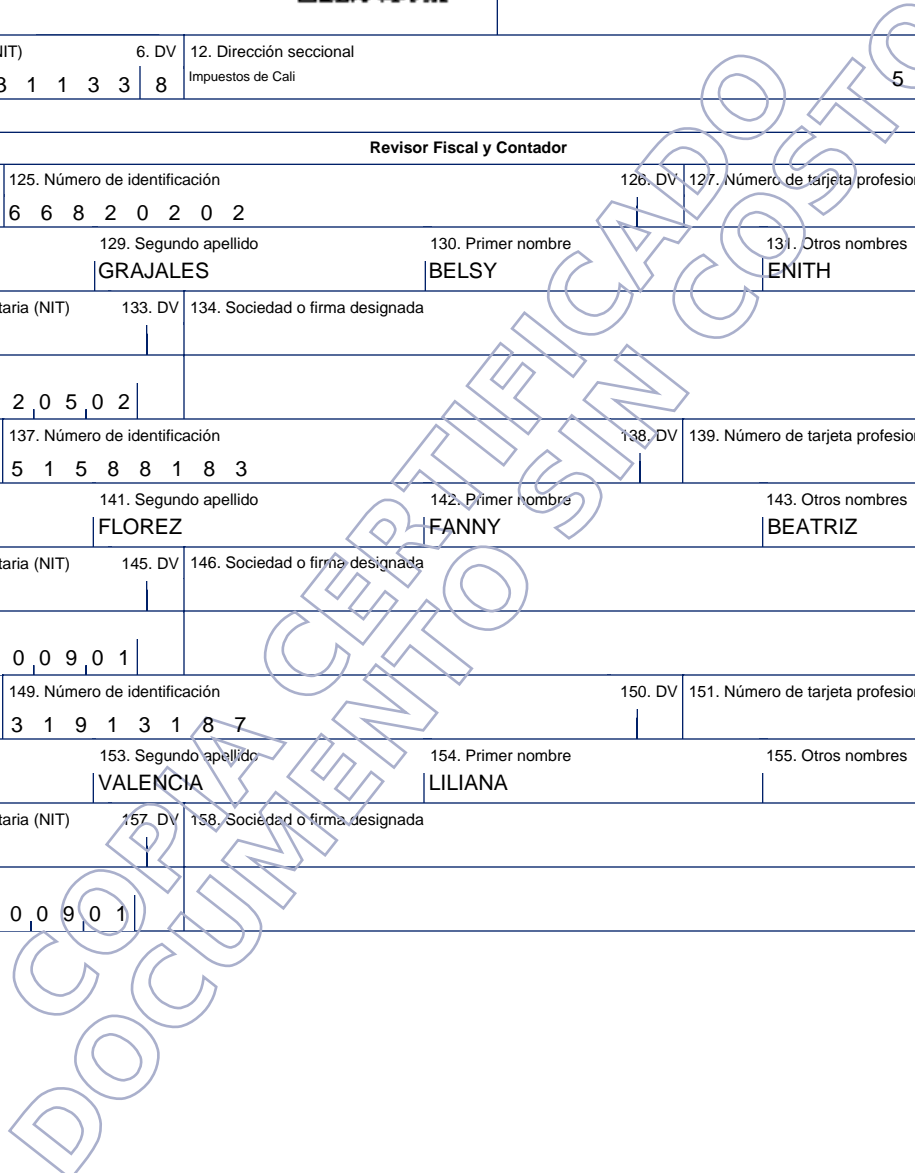 6. DV 12. Dirección seccional
3 1 1 3 3 8 Impuestos de Cali 5
Revisor Fiscal y Contador
125. Número de identificación 126. DV 127. Número de tarjeta
6 6 8 2 0 2 0 2
129. Segundo apellido 130. Primer nombre 131. Otros nombres
GRAJALES BELSY ENITH
(NIT) 133. DV 134. Sociedad o firma designada
2 0 5 0 2
137. Número de identificación 138. DV 139. Número de tarjeta
5 1 5 8 8 1 8 3
141. Segundo apellido 142. Primer nombre 143. Otros nombres
FLOREZ FANNY BEATRIZ
(NIT) 145. DV 146. Sociedad o firma designada
0 0 9 0 1
149. Número de identificación 150. DV 151. Número de tarjeta
3 1 9 1 3 1 8 7
153. Segundo apellido 154. Primer nombre 155. Otros nombres
VALENCIA LILIANA
(NIT) 157. DV 158. Sociedad o firma designada
0 0 9 0 1
COPIA CERTIFICADO
DOCUMENTO SIN COSTO